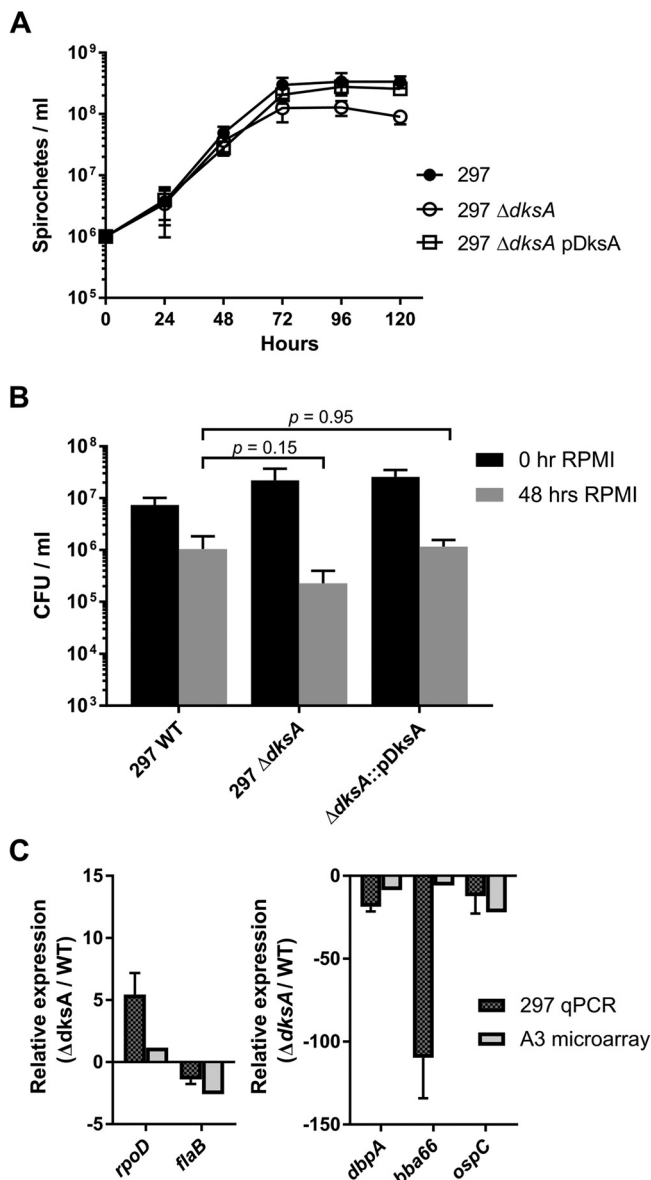 A
Spirochetes / ml
10⁹
10⁸
10⁷
10⁶
10⁵
0 24 48 72 96 120
Hours
297
297 ΔdksA
297 ΔdksA pDksA
B
p = 0.95
p = 0.15
CFU / ml
10⁸
10⁷
10⁶
10⁵
10⁴
10³
0 hr RPMI
48 hrs RPMI
297 WT
297 ΔdksA
ΔdksA::pDksA
C
Relative expression
(ΔdksA / WT)
15
10
5
0
-5
rpoD
flaB
Relative expression
(ΔdksA / WT)
0
-50
-100
-150
dbpA
bba66
ospC
297 qPCR
A3 microarray